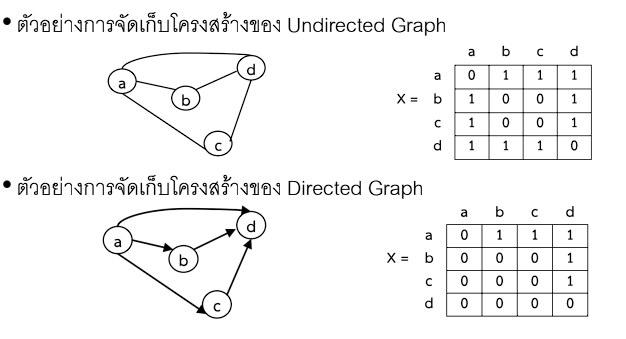 • ตัวอย่างการจัดเก็บโครงสร้างของ Undirected Graph
a
b
c
d
a b c d
a 0 1 1 1
X = b 1 0 0 1
c 1 0 0 1
d 1 1 1 0
• ตัวอย่างการจัดเก็บโครงสร้างของ Directed Graph
a
b
c
d
a b c d
a 0 1 1 1
X = b 0 0 0 1
c 0 0 0 1
d 0 0 0 0